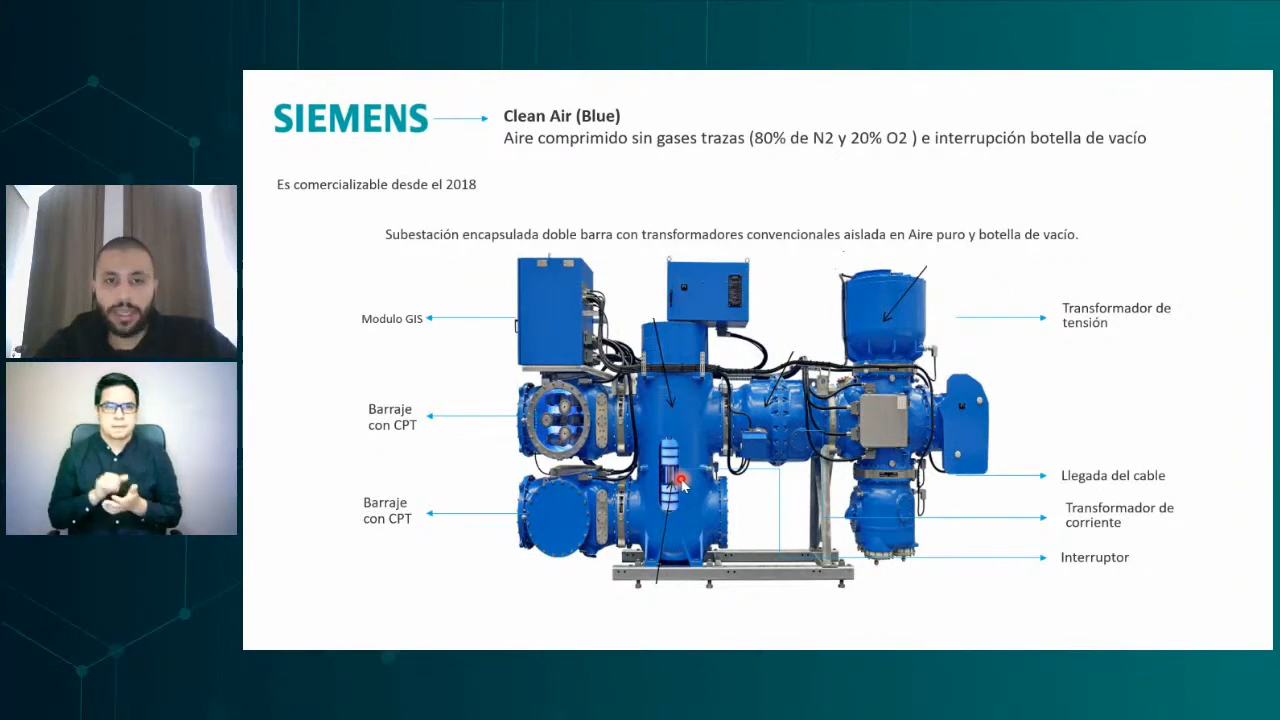 SIEMENS
Clean Air (Blue)
Aire comprimido sin gases trazas (80% de N2 y 20% O2 ) e interrupción botella de vacío
Es comercializable desde el 2018
Subestación encapsulada doble barra con transformadores convencionales aislada en Aire puro y botella de vacío.
Modulo GIS
Transformador de
tensión
Barraje
con CPT
Llegada del cable
Barraje
con CPT
Transformador de
corriente
Interruptor